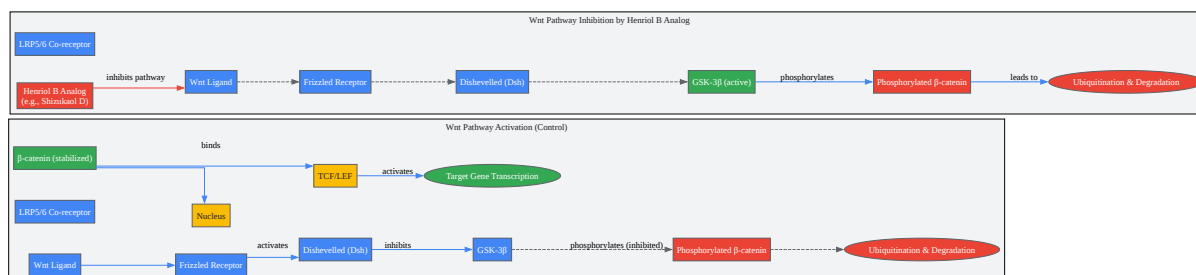 Wnt Pathway Inhibition by Henriol B Analog
LRP5/6 Co-receptor
Henriol B Analog
(e.g., Shizukaol D)
inhibits pathway
Wnt Ligand
Frizzled Receptor
Dishevelled (Dsh)
GSK-3β (active)
phosphorylates
Phosphorylated β-catenin
leads to
Ubiquitination & Degradation
Wnt Pathway Activation (Control)
β-catenin (stabilized)
binds
TCF/LEF
activates
Target Gene Transcription
Nucleus
LRP5/6 Co-receptor
Wnt Ligand
Frizzled Receptor
activates
Dishevelled (Dsh)
inhibits
GSK-3β
phosphorylates (inhibited)
Phosphorylated β-catenin
Ubiquitination & Degradation